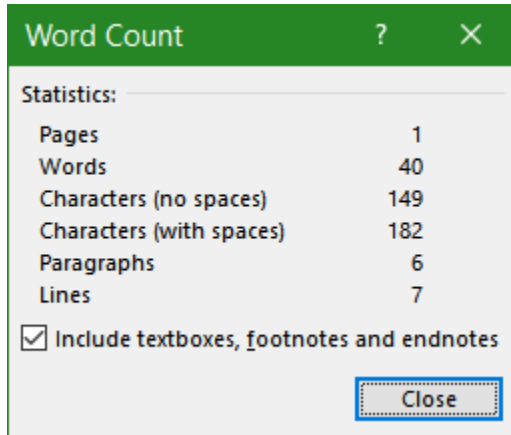 Word Count ? ×
Statistics:
Pages 1
Words 40
Characters (no spaces) 149
Characters (with spaces) 182
Paragraphs 6
Lines 7
Include textboxes, footnotes and endnotes
Close